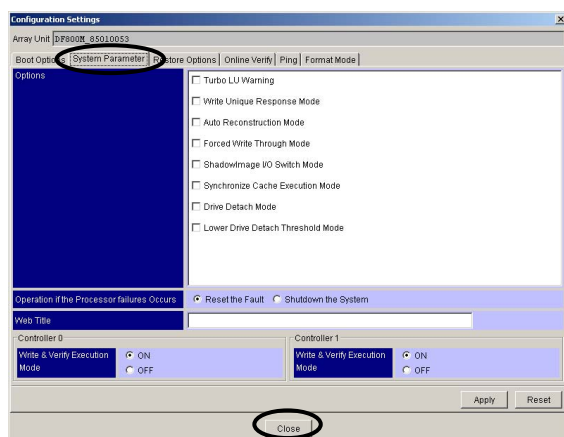 Configuration Settings
Array Unit DF800M_85010053
Boot Options System Parameter Restore Options Online Verify Ping Format Mode
Options
Turbo LU Warning
Write Unique Response Mode
Auto Reconstruction Mode
Forced Write Through Mode
ShadowImage I/O Switch Mode
Synchronize Cache Execution Mode
Drive Detach Mode
Lower Drive Detach Threshold Mode
Operation if the Processor failures Occurs Reset the Fault Shutdown the System
Web Title
Controller 0 Controller 1
Write & Verify Execution Mode ON OFF
Write & Verify Execution Mode ON OFF
Apply Reset
Close